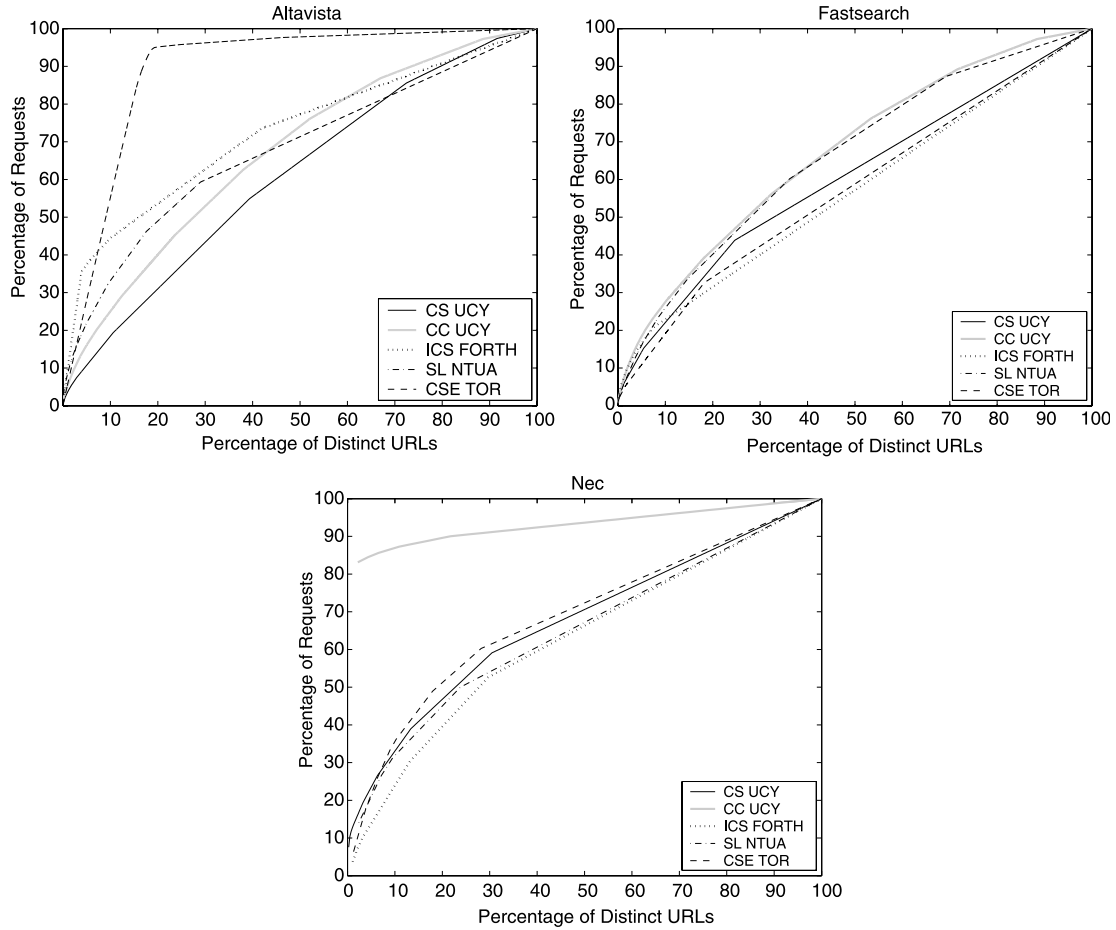 Altavista
100
90
80
70
60
50
40
30
20
10
0
Percentage of Requests
0 10 20 30 40 50 60 70 80 90 100
Percentage of Distinct URLs
CS UCY
CC UCY
ICS FORTH
SL NTUA
CSE TOR
Fastsearch
100
90
80
70
60
50
40
30
20
10
0
Percentage of Requests
0 10 20 30 40 50 60 70 80 90 100
Percentage of Distinct URLs
CS UCY
CC UCY
ICS FORTH
SL NTUA
CSE TOR
Nec
100
90
80
70
60
50
40
30
20
10
0
Percentage of Requests
0 10 20 30 40 50 60 70 80 90 100
Percentage of Distinct URLs
CS UCY
CC UCY
ICS FORTH
SL NTUA
CSE TOR